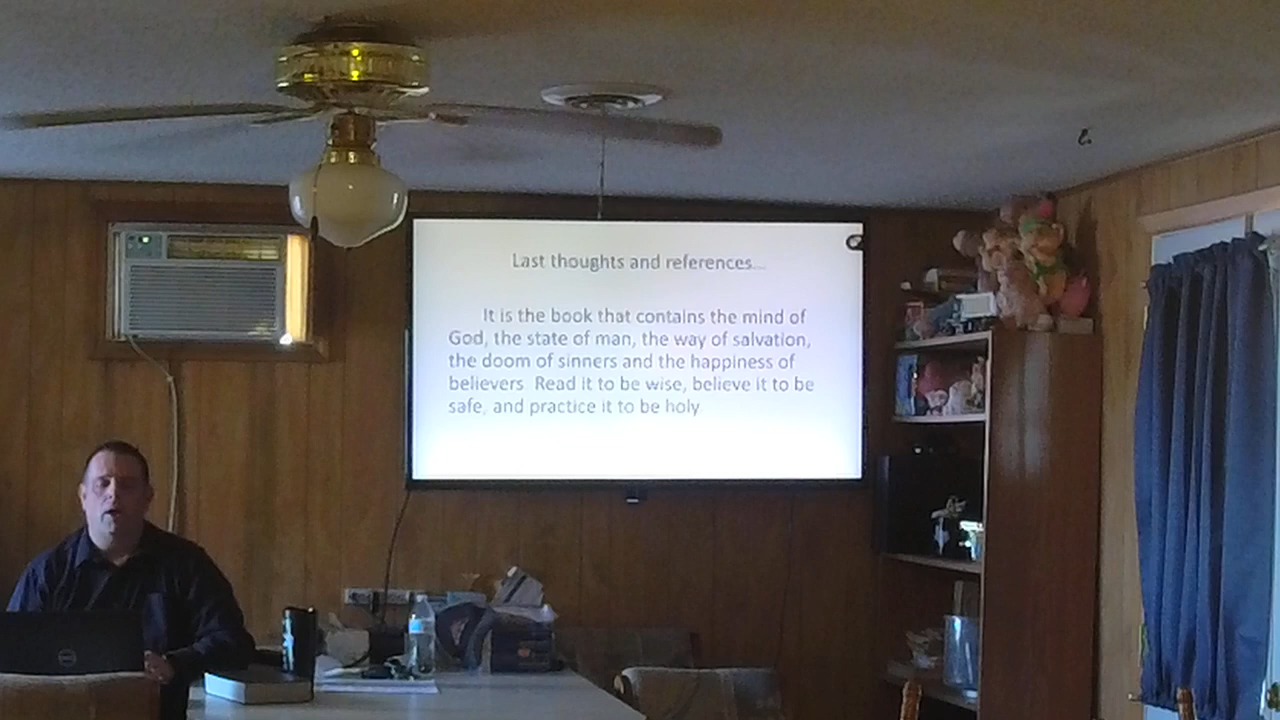 Last thoughts and references...
It is the book that contains the mind of
God, the state of man, the way of salvation,
the doom of sinners and the happiness of
believers. Read it to be wise, believe it to be
safe, and practice it to be holy
DELL